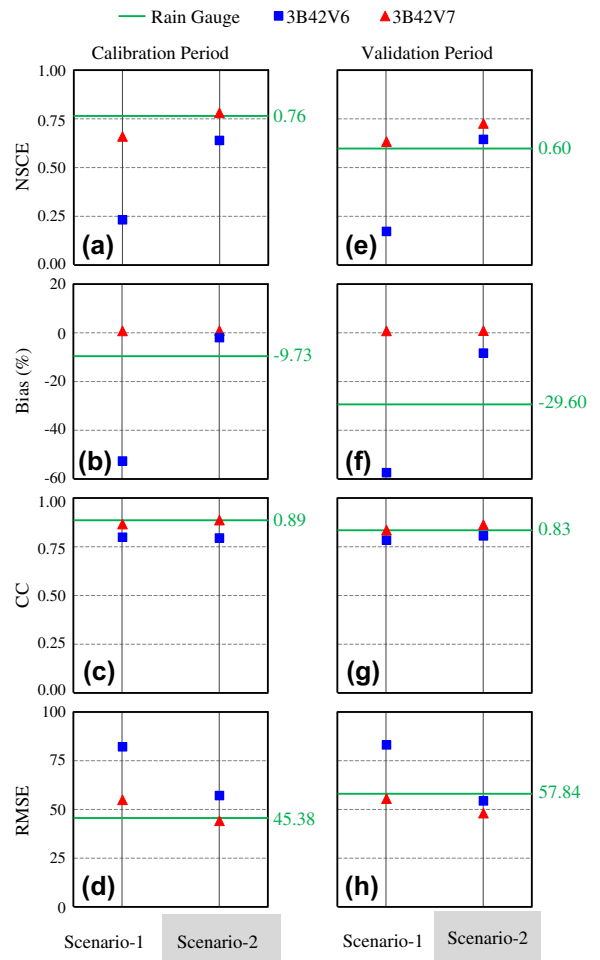 Rain Gauge 3B42V6 3B42V7
Calibration Period Validation Period
NSCE
1.00
0.75
0.50
0.25
0.00
0.76
(a)
0.60
(e)
Bias (%)
20
0
-20
-40
-60
-9.73
(b)
-29.60
(f)
CC
1.00
0.75
0.50
0.25
0.00
0.89
(c)
0.83
(g)
RMSE
100
75
50
25
0
45.38
(d)
57.84
(h)
Scenario-1 Scenario-2 Scenario-1 Scenario-2